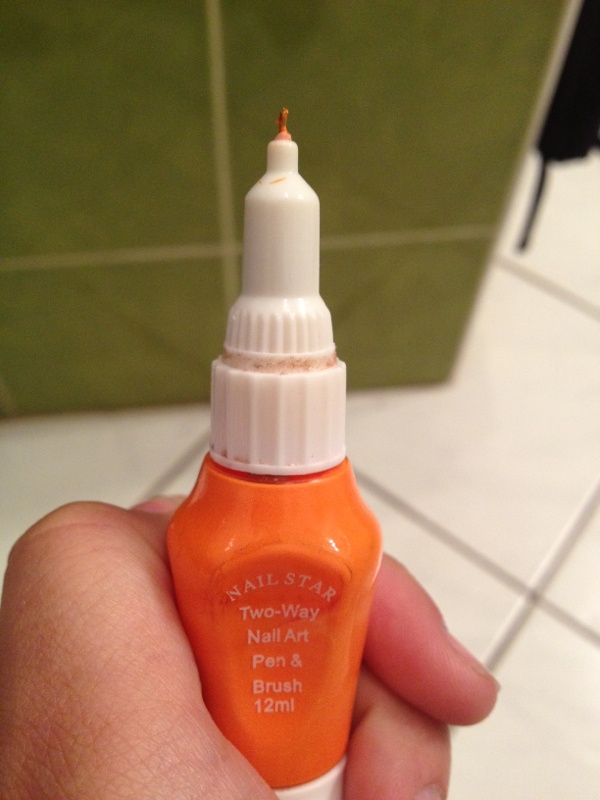 NAIL STAR
Two-Way
Nail Art
Pen &
Brush
12ml